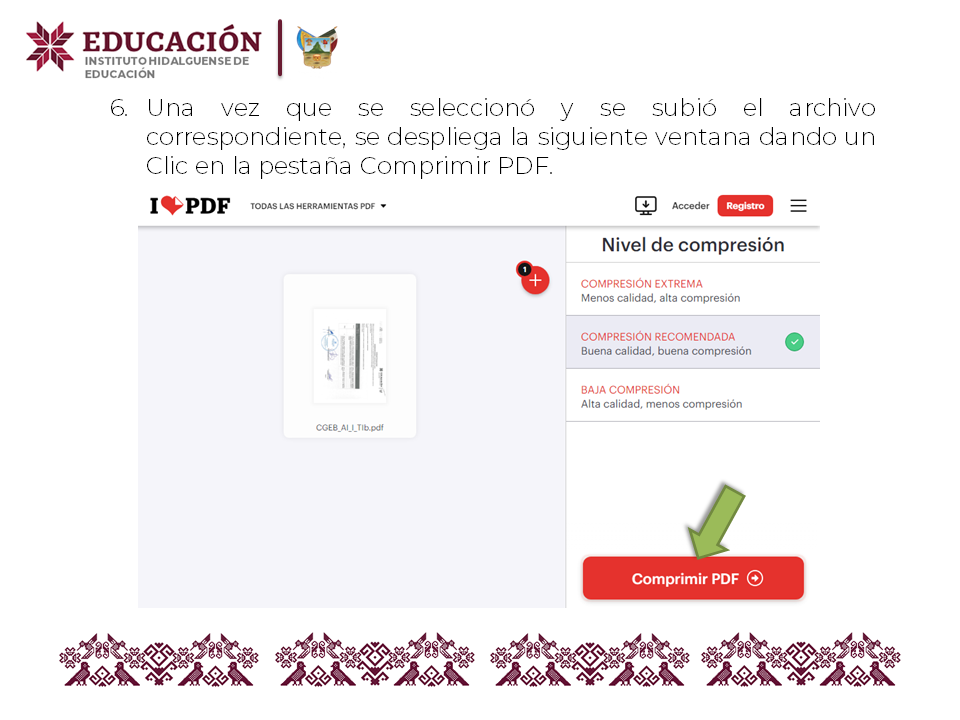 EDUCACIÓN
INSTITUTO HIDALGUENSE DE
EDUCACIÓN
6. Una vez que se seleccionó y se subió el archivo
correspondiente, se despliega la siguiente ventana dando un
Clic en la pestaña Comprimir PDF.
I PDF
TODAS LAS HERRAMIENTAS PDF
Acceder
Registro
Nivel de compresión
1
COMPRESIÓN EXTREMA
Menos calidad, alta compresión
COMPRESIÓN RECOMENDADA
Buena calidad, buena compresión
BAJA COMPRESIÓN
Alta calidad, menos compresión
CGEB_AI_I_TIb.pdf
Comprimir PDF